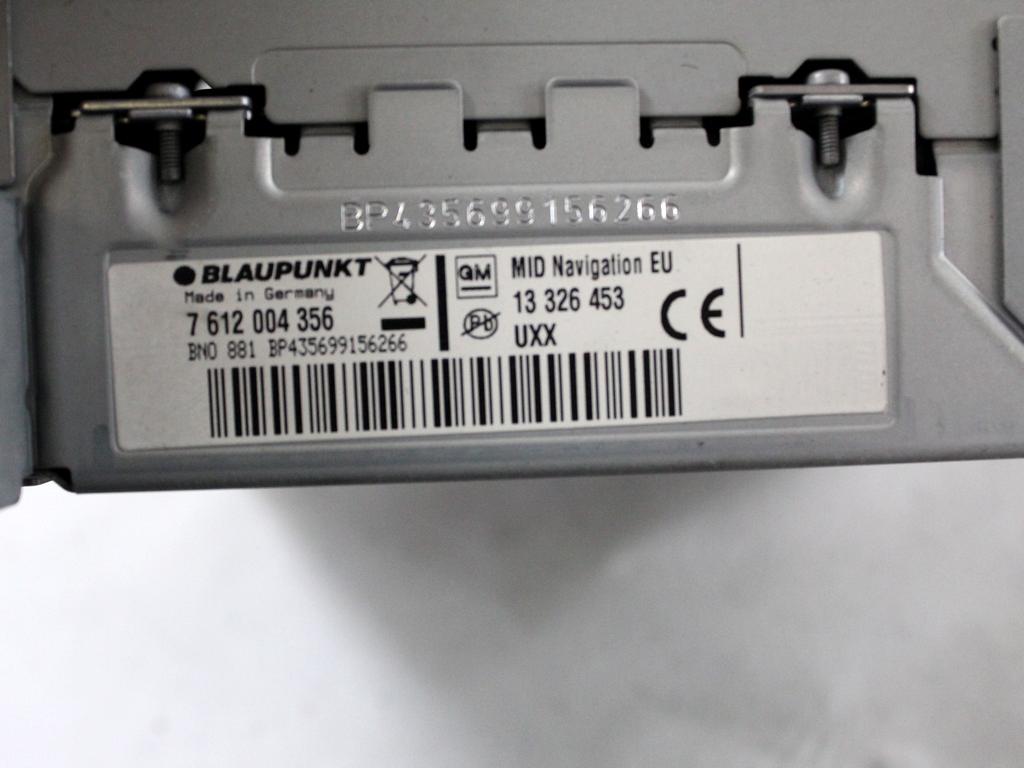 BP435699156266
BLAUPUNKT
Made in Germany
7 612 004 356
BNO 881 BP435699156266
GM
Pb
MID Navigation EU
13 326 453
UXX
CE